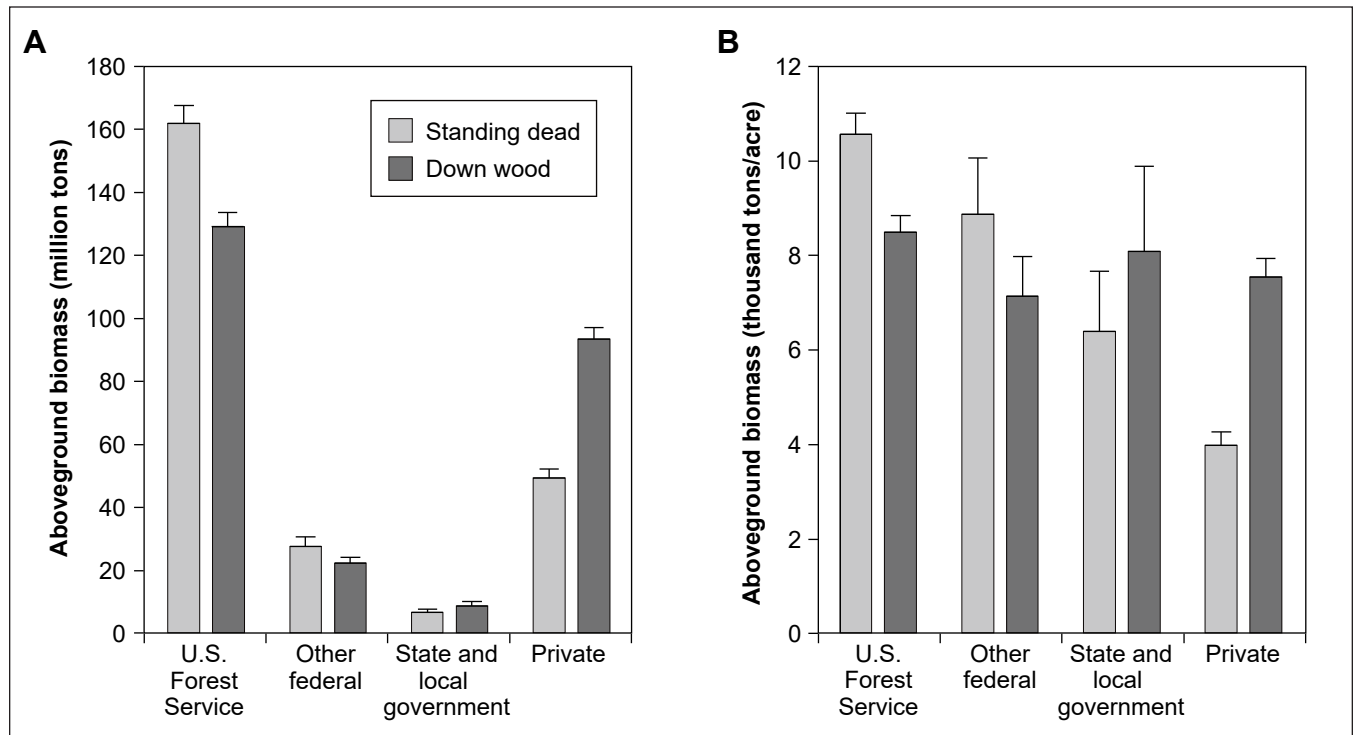 A
Aboveground biomass (million tons)
180
160
140
120
100
80
60
40
20
0
Standing dead
Down wood
U.S.
Forest
Service
Other
federal
State and
local
government
Private
B
Aboveground biomass (thousand tons/acre)
12
10
8
6
4
2
0
U.S.
Forest
Service
Other
federal
State and
local
government
Private